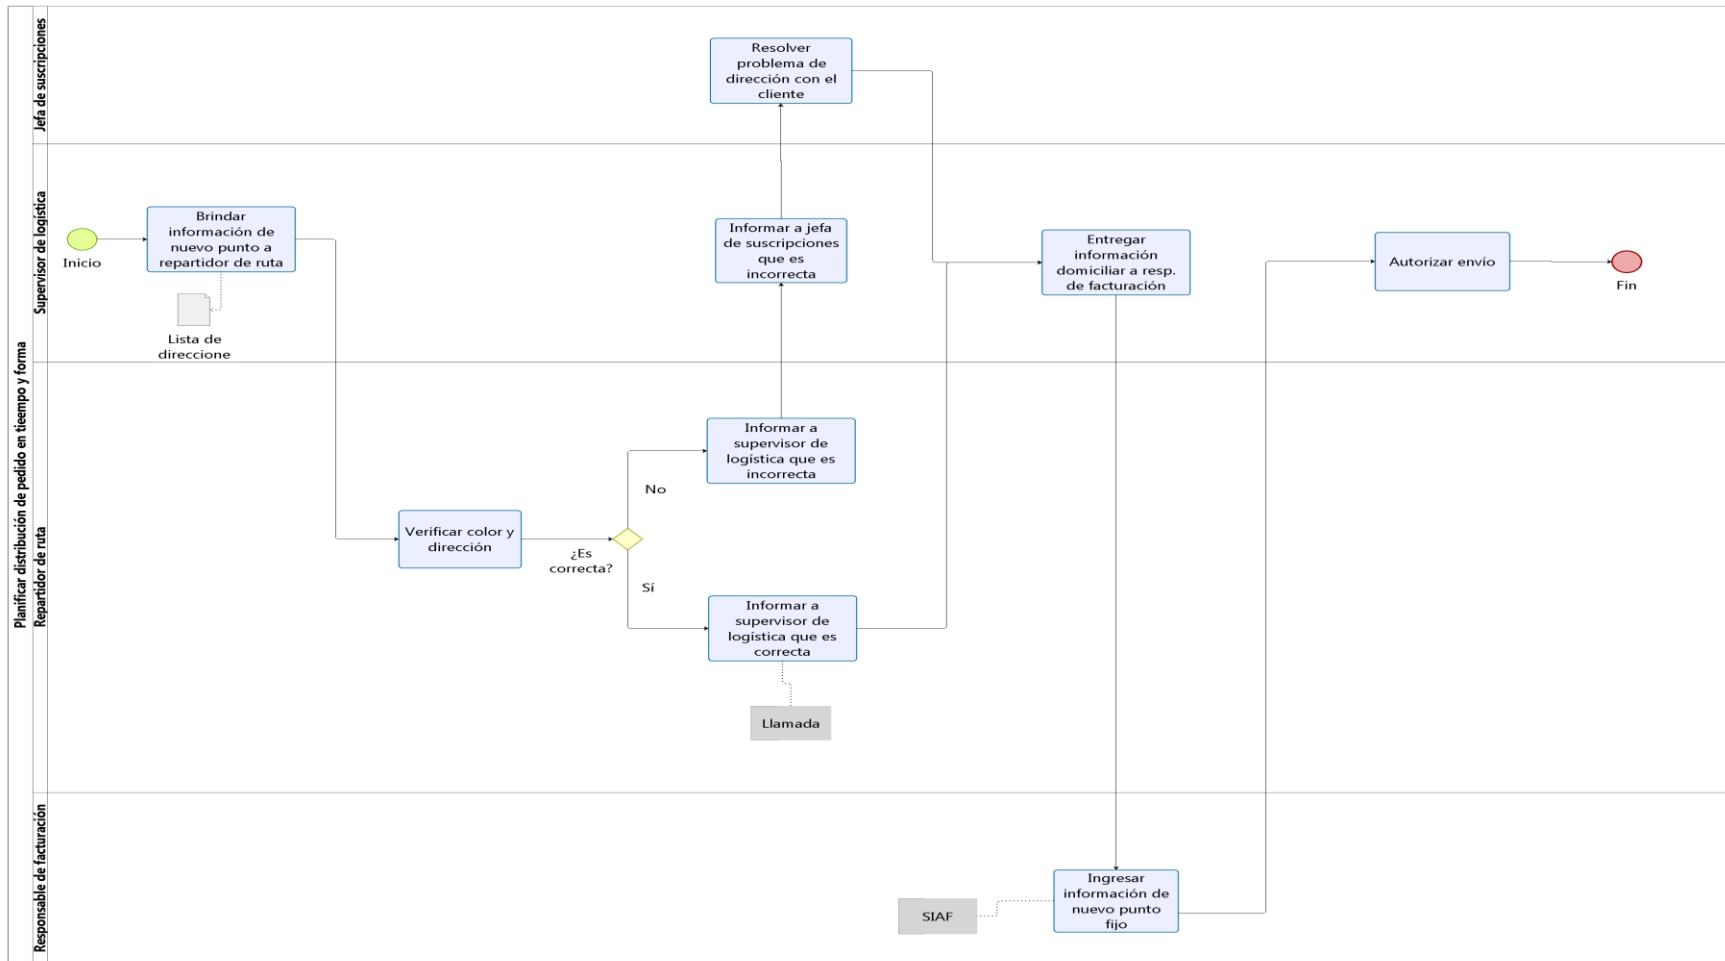 Planificar distribución de pedido en tieempo y forma
Jefa de suscripciones
Resolver
problema de
dirección con el
cliente
Supervisor de logística
Inicio
Brindar
información de
nuevo punto a
repartidor de ruta
Lista de
direccione
Informar a jefa
de suscripciones
que es
incorrecta
Entregar
información
domiciliar a resp.
de facturación
Autorizar envío
Fin
Repartidor de ruta
Verificar color y
dirección
¿Es
correcta?
No
Informar a
supervisor de
logística que es
incorrecta
Sí
Informar a
supervisor de
logística que es
correcta
Llamada
Responsable de facturación
SIAF
Ingresar
información de
nuevo punto
fijo